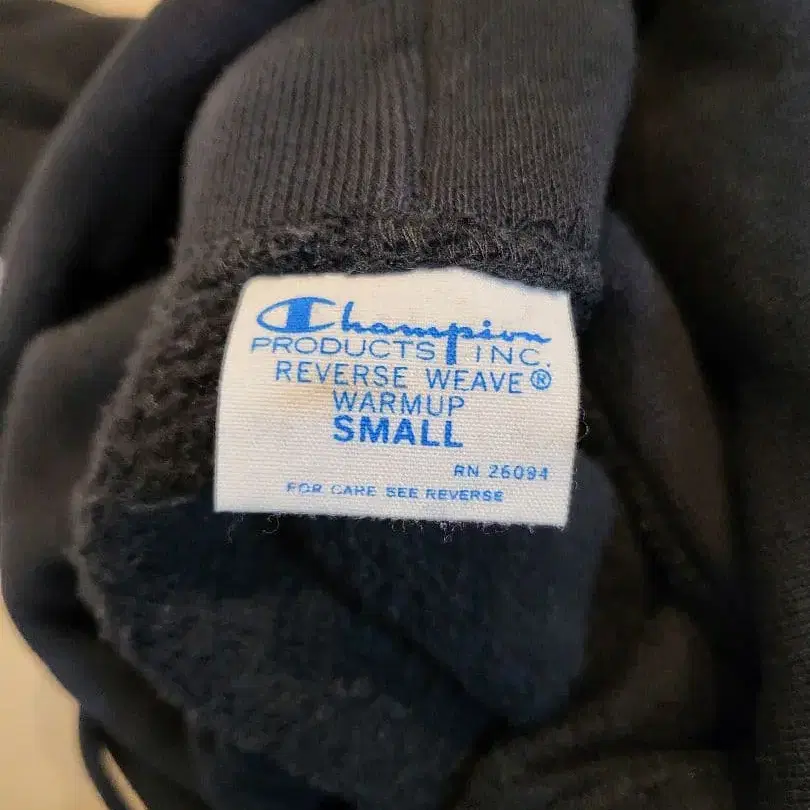 Champion
PRODUCTS INC.
REVERSE WEAVE®
WARMUP
SMALL
RN 26094
FOR CARE SEE REVERSE